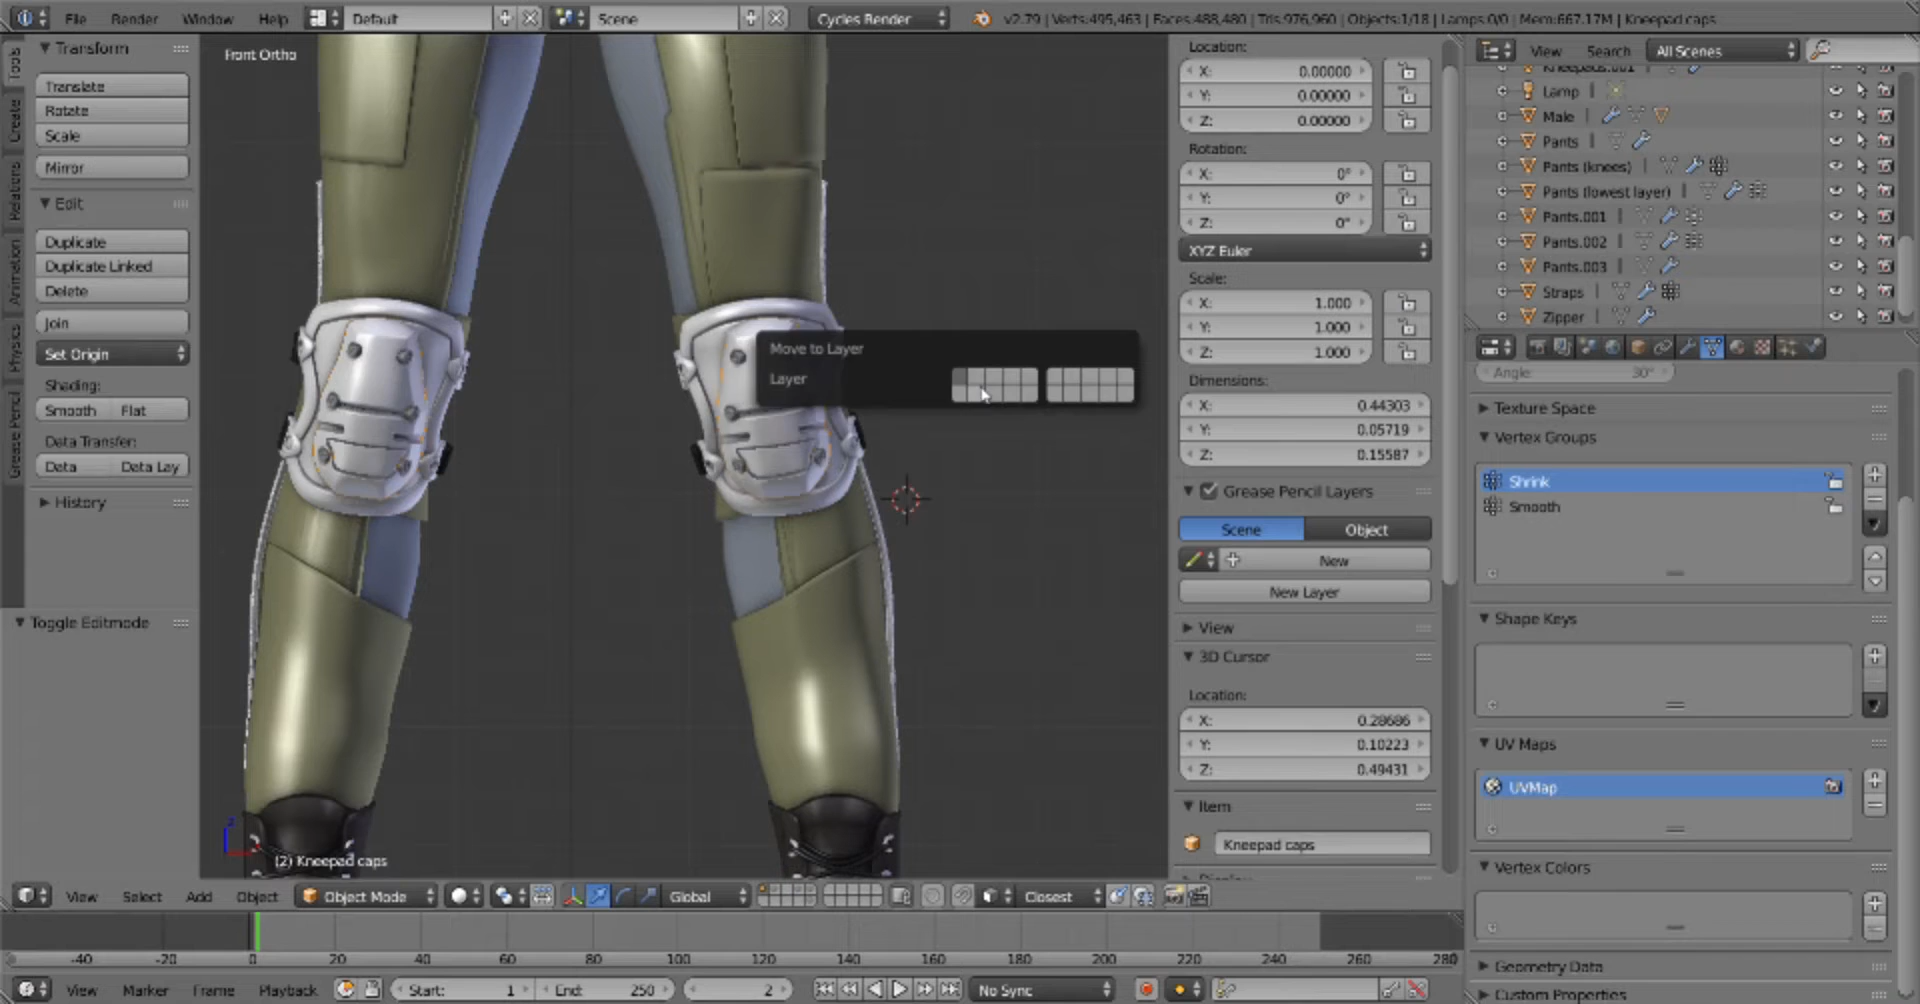 File Render Window Help Default Scene Cycles Render v2.79 | Verts:495,463 | Faces:488,480 | Tris:976,960 | Objects:1/18 | Lamps:0/0 | Mem:667.17M | Kneepad caps
Tools
Create
Relations
Animation
Physics
Grease Pencil
Transform
Translate
Rotate
Scale
Mirror
Edit
Duplicate
Duplicate Linked
Delete
Join
Set Origin
Shading:
Smooth Flat
Data Transfer:
Data Data Lay
History
Toggle Editmode
Front Ortho
Move to Layer
Layer
z
(2) Kneepad caps
Location:
X: 0.00000
Y: 0.00000
Z: 0.00000
Rotation:
X: 0°
Y: 0°
Z: 0°
XYZ Euler
Scale:
X: 1.000
Y: 1.000
Z: 1.000
Dimensions:
X: 0.44303
Y: 0.05719
Z: 0.15587
Grease Pencil Layers
Scene Object
New
New Layer
View
3D Cursor
Location:
X: 0.28686
Y: 0.10223
Z: 0.49431
Item
Kneepad caps
View Search All Scenes
Kneepads.001
Lamp
Male
Pants
Pants (knees)
Pants (lowest layer)
Pants.001
Pants.002
Pants.003
Straps
Zipper
Angle: 30°
Texture Space
Vertex Groups
Shrink
Smooth
Shape Keys
UV Maps
UVMap
Vertex Colors
Geometry Data
Custom Properties
View Select Add Object Object Mode Global Closest
-40 -20 0 20 40 60 80 100 120 140 160 180 200 220 240 260 280
View Marker Frame Playback Start: 1 End: 250 2 No Sync